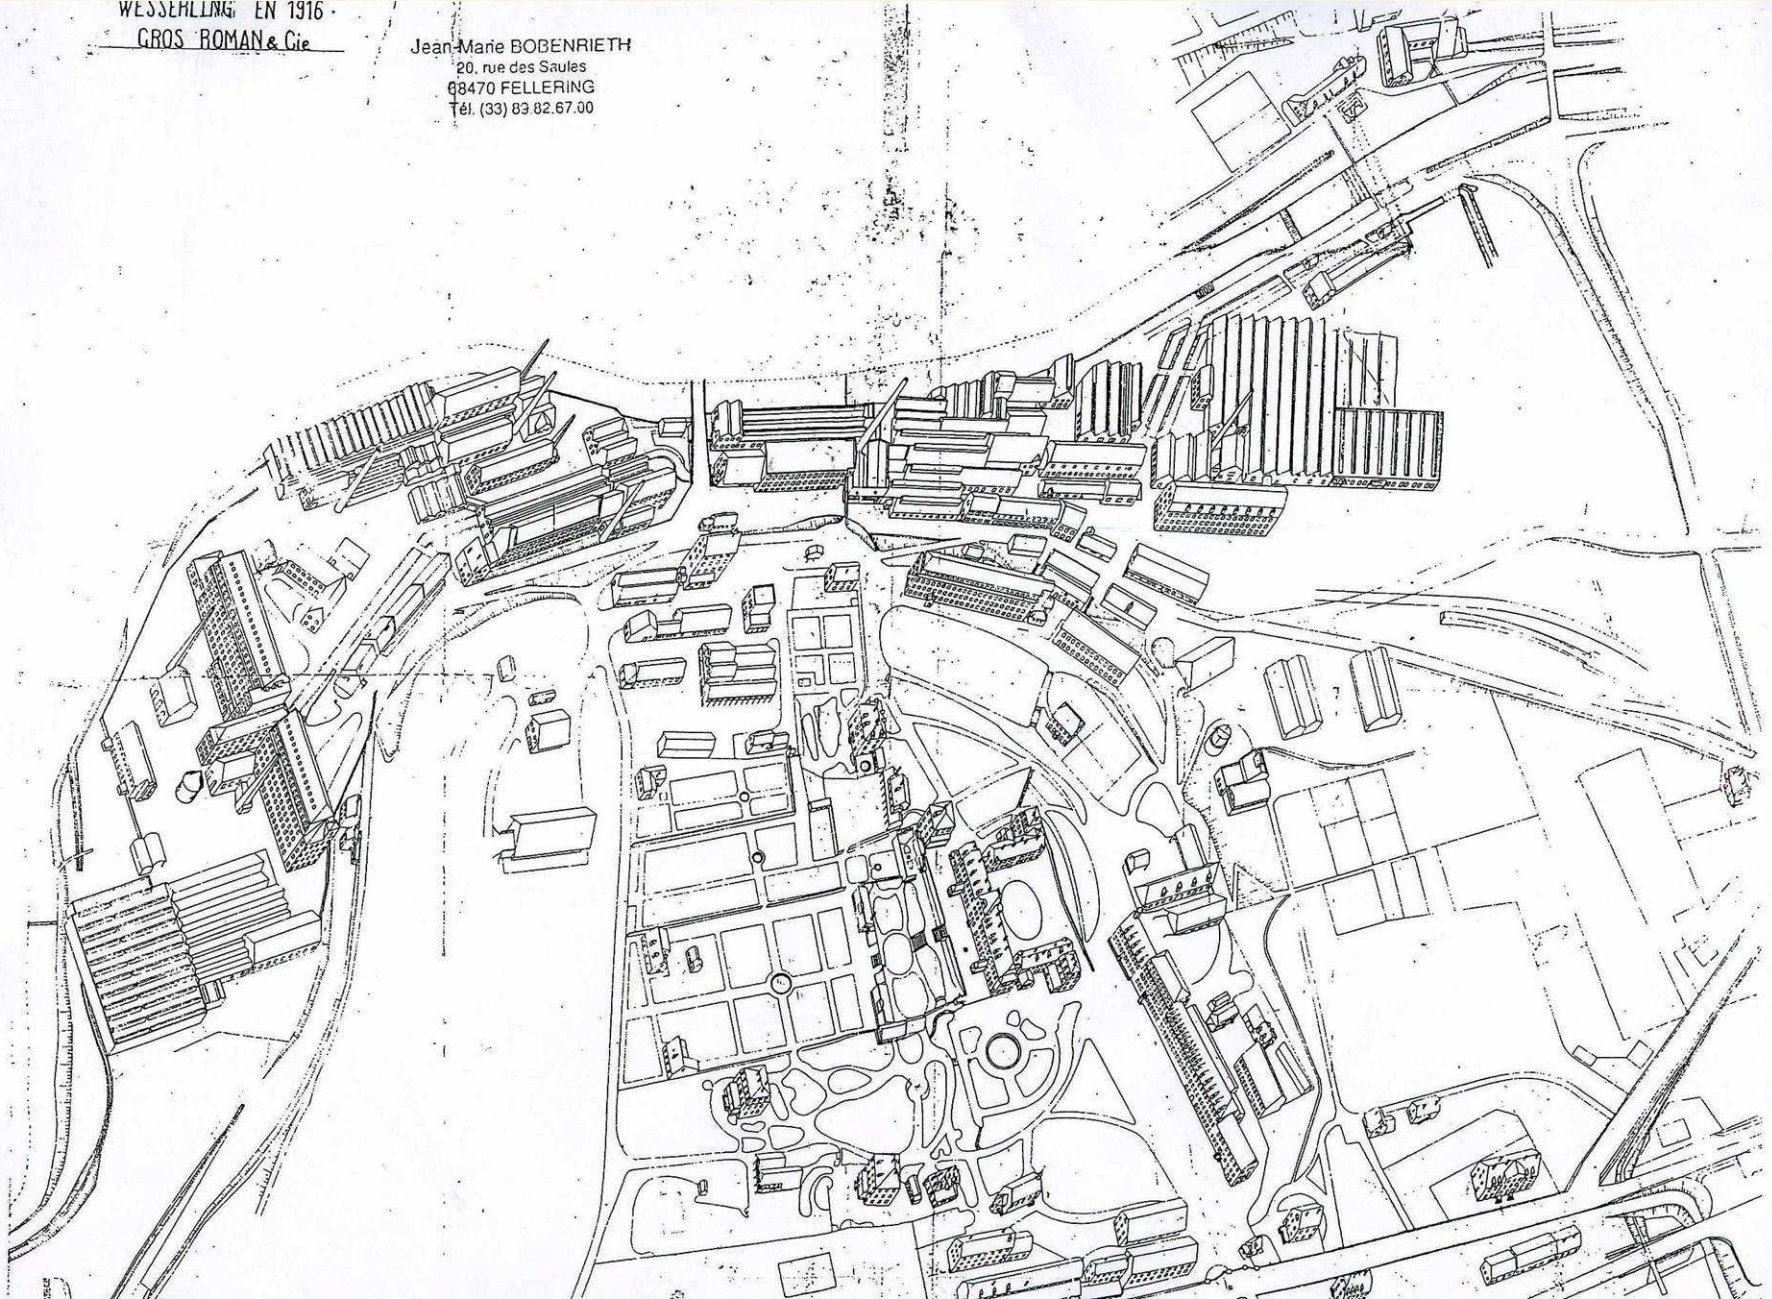 WESSERLING EN 1916.
GROS ROMAN & Cie
Jean-Marie BOBENRIETH
20, rue des Saules
68470 FELLERING
Tél. (33) 89.82.67.00